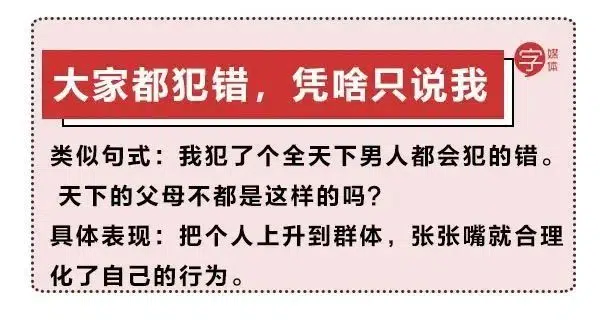 字媒体
大家都犯错，凭啥只说我
类似句式：我犯了个全天下男人都会犯的错。
天下的父母不都是这样的吗？
具体表现：把个人上升到群体，张张嘴就合理
化了自己的行为。